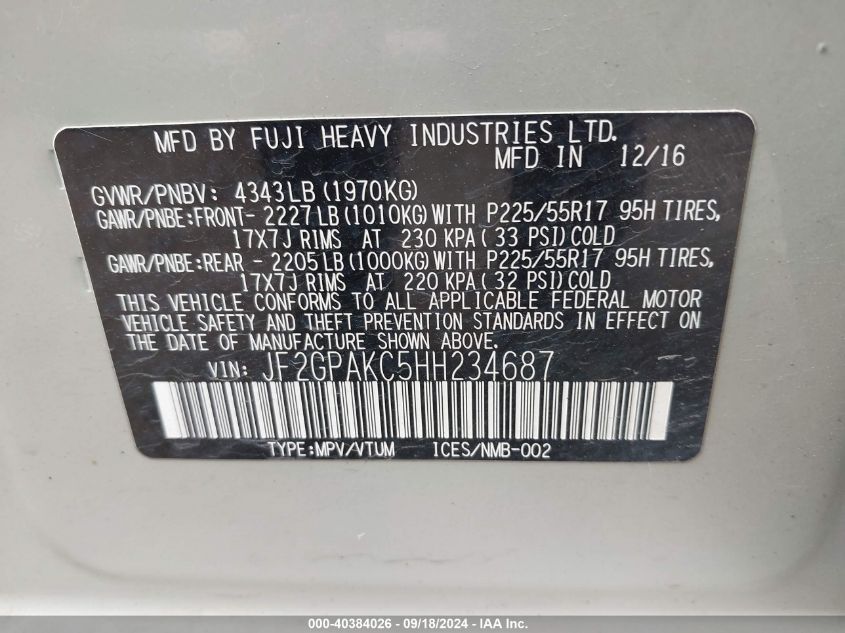 MFD BY FUJI HEAVY INDUSTRIES LTD.
MFD IN 12/16
GVWR/PNBV: 4343LB(1970KG)
GAWR/PNBE:FRONT- 2227LB(1010KG)WITH P225/55R17 95H TIRES,
17X7J RIMS AT 230 KPA( 33 PSI)COLD
GAWR/PNBE:REAR - 2205LB(1000KG)WITH P225/55R17 95H TIRES,
17X7J RIMS AT 220 KPA( 32 PSI)COLD
THIS VEHICLE CONFORMS TO ALL APPLICABLE FEDERAL MOTOR
VEHICLE SAFETY AND THEFT PREVENTION STANDARDS IN EFFECT ON
THE DATE OF MANUFACTURE SHOWN ABOVE.
VIN: JF2GPAKC5HH234687
TYPE:MPV/VTUM ICES/NMB-002
000-40384026 - 09/18/2024 - IAA Inc.